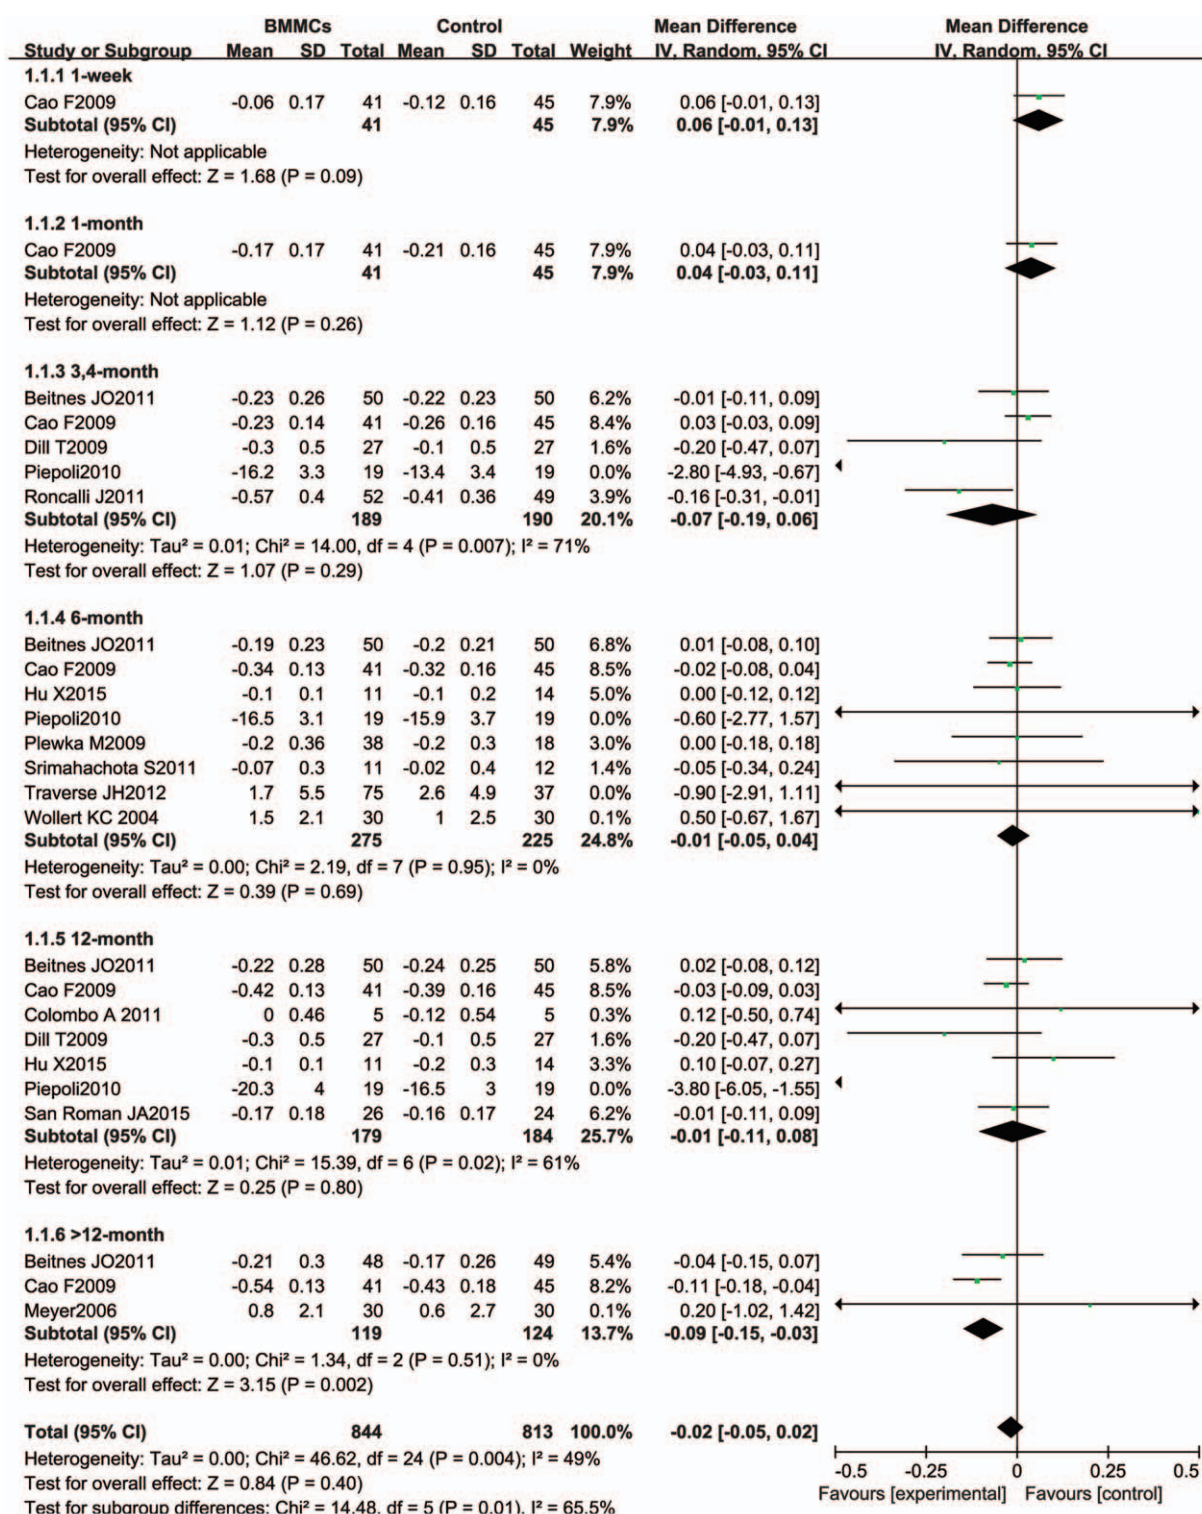 BMMCs Control Mean Difference Mean Difference
Study or Subgroup Mean SD Total Mean SD Total Weight IV, Random, 95% CI IV, Random, 95% CI
1.1.1 1-week
Cao F2009 -0.06 0.17 41 -0.12 0.16 45 7.9% 0.06 [-0.01, 0.13]
Subtotal (95% CI) 41 45 7.9% 0.06 [-0.01, 0.13]
Heterogeneity: Not applicable
Test for overall effect: Z = 1.68 (P = 0.09)
1.1.2 1-month
Cao F2009 -0.17 0.17 41 -0.21 0.16 45 7.9% 0.04 [-0.03, 0.11]
Subtotal (95% CI) 41 45 7.9% 0.04 [-0.03, 0.11]
Heterogeneity: Not applicable
Test for overall effect: Z = 1.12 (P = 0.26)
1.1.3 3,4-month
Beitnes JO2011 -0.23 0.26 50 -0.22 0.23 50 6.2% -0.01 [-0.11, 0.09]
Cao F2009 -0.23 0.14 41 -0.26 0.16 45 8.4% 0.03 [-0.03, 0.09]
Dill T2009 -0.3 0.5 27 -0.1 0.5 27 1.6% -0.20 [-0.47, 0.07]
Piepoli2010 -16.2 3.3 19 -13.4 3.4 19 0.0% -2.80 [-4.93, -0.67]
Roncalli J2011 -0.57 0.4 52 -0.41 0.36 49 3.9% -0.16 [-0.31, -0.01]
Subtotal (95% CI) 189 190 20.1% -0.07 [-0.19, 0.06]
Heterogeneity: Tau² = 0.01; Chi² = 14.00, df = 4 (P = 0.007); I² = 71%
Test for overall effect: Z = 1.07 (P = 0.29)
1.1.4 6-month
Beitnes JO2011 -0.19 0.23 50 -0.2 0.21 50 6.8% 0.01 [-0.08, 0.10]
Cao F2009 -0.34 0.13 41 -0.32 0.16 45 8.5% -0.02 [-0.08, 0.04]
Hu X2015 -0.1 0.1 11 -0.1 0.2 14 5.0% 0.00 [-0.12, 0.12]
Piepoli2010 -16.5 3.1 19 -15.9 3.7 19 0.0% -0.60 [-2.77, 1.57]
Plewka M2009 -0.2 0.36 38 -0.2 0.3 18 3.0% 0.00 [-0.18, 0.18]
Srimahachota S2011 -0.07 0.3 11 -0.02 0.4 12 1.4% -0.05 [-0.34, 0.24]
Traverse JH2012 1.7 5.5 75 2.6 4.9 37 0.0% -0.90 [-2.91, 1.11]
Wollert KC 2004 1.5 2.1 30 1 2.5 30 0.1% 0.50 [-0.67, 1.67]
Subtotal (95% CI) 275 225 24.8% -0.01 [-0.05, 0.04]
Heterogeneity: Tau² = 0.00; Chi² = 2.19, df = 7 (P = 0.95); I² = 0%
Test for overall effect: Z = 0.39 (P = 0.69)
1.1.5 12-month
Beitnes JO2011 -0.22 0.28 50 -0.24 0.25 50 5.8% 0.02 [-0.08, 0.12]
Cao F2009 -0.42 0.13 41 -0.39 0.16 45 8.5% -0.03 [-0.09, 0.03]
Colombo A 2011 0 0.46 5 -0.12 0.54 5 0.3% 0.12 [-0.50, 0.74]
Dill T2009 -0.3 0.5 27 -0.1 0.5 27 1.6% -0.20 [-0.47, 0.07]
Hu X2015 -0.1 0.1 11 -0.2 0.3 14 3.3% 0.10 [-0.07, 0.27]
Piepoli2010 -20.3 4 19 -16.5 3 19 0.0% -3.80 [-6.05, -1.55]
San Roman JA2015 -0.17 0.18 26 -0.16 0.17 24 6.2% -0.01 [-0.11, 0.09]
Subtotal (95% CI) 179 184 25.7% -0.01 [-0.11, 0.08]
Heterogeneity: Tau² = 0.01; Chi² = 15.39, df = 6 (P = 0.02); I² = 61%
Test for overall effect: Z = 0.25 (P = 0.80)
1.1.6 >12-month
Beitnes JO2011 -0.21 0.3 48 -0.17 0.26 49 5.4% -0.04 [-0.15, 0.07]
Cao F2009 -0.54 0.13 41 -0.43 0.18 45 8.2% -0.11 [-0.18, -0.04]
Meyer2006 0.8 2.1 30 0.6 2.7 30 0.1% 0.20 [-1.02, 1.42]
Subtotal (95% CI) 119 124 13.7% -0.09 [-0.15, -0.03]
Heterogeneity: Tau² = 0.00; Chi² = 1.34, df = 2 (P = 0.51); I² = 0%
Test for overall effect: Z = 3.15 (P = 0.002)
Total (95% CI) 844 813 100.0% -0.02 [-0.05, 0.02]
Heterogeneity: Tau² = 0.00; Chi² = 46.62, df = 24 (P = 0.004); I² = 49%
Test for overall effect: Z = 0.84 (P = 0.40)
Test for subgroup differences: Chi² = 14.48, df = 5 (P = 0.01), I² = 65.5%
-0.5 -0.25 0 0.25 0.5
Favours [experimental] Favours [control]